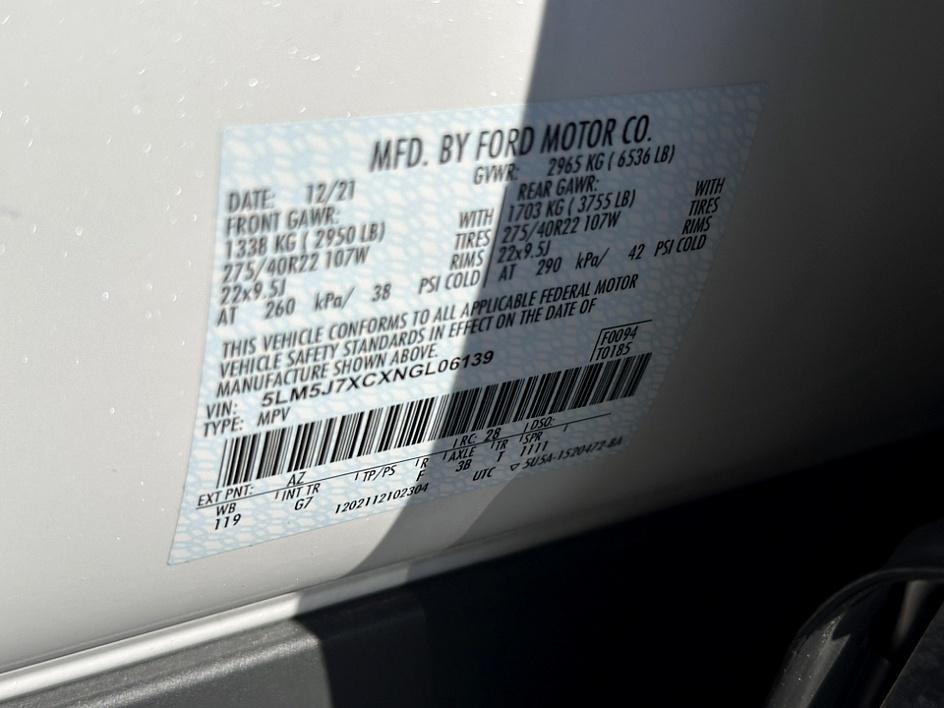 MFD. BY FORD MOTOR CO.
DATE: 12/21 GVWR: 2965 KG ( 6536 LB)
FRONT GAWR: REAR GAWR:
1338 KG ( 2950 LB) WITH 1703 KG ( 3755 LB) WITH
275/40R22 107W TIRES 275/40R22 107W TIRES
22x9.5J RIMS 22x9.5J RIMS
AT 260 kPa/ 38 PSI COLD AT 290 kPa/ 42 PSI COLD
THIS VEHICLE CONFORMS TO ALL APPLICABLE FEDERAL MOTOR
VEHICLE SAFETY STANDARDS IN EFFECT ON THE DATE OF
MANUFACTURE SHOWN ABOVE.
F0094
VIN: 5LM5J7XCXNGL06139
T0185
TYPE: MPV
EXT PNT: AZ RC: 28 DSO:
WB INT TR TP/PS R AXLE TR SPR
119 G7 F 3B T 1111
1202112102304 UTC ▽ 5U5A-1520472-BA